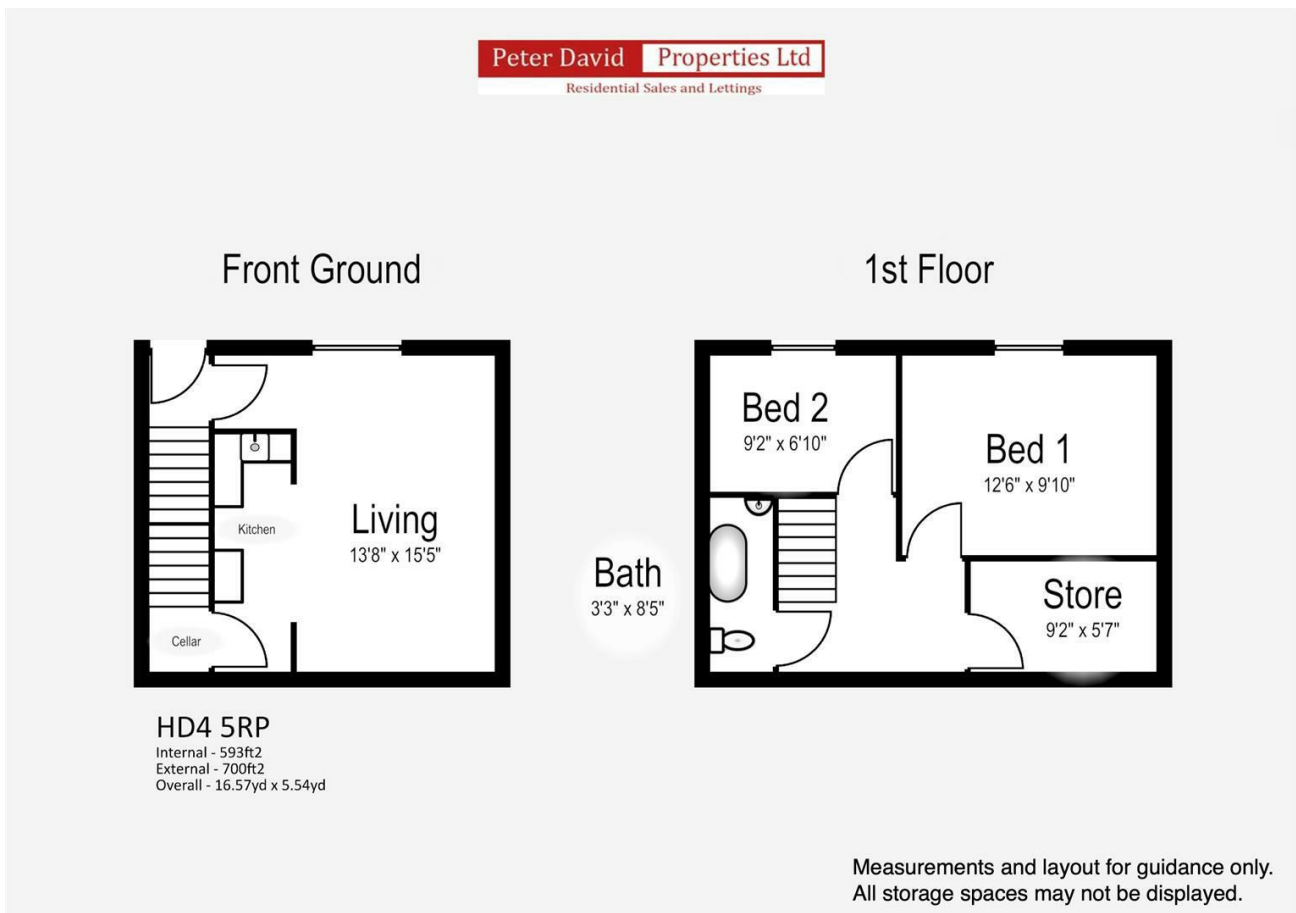 Peter David Properties Ltd
Residential Sales and Lettings
Front Ground
1st Floor
Kitchen
Living
13'8" x 15'5"
Cellar
Bed 2
9'2" x 6'10"
Bed 1
12'6" x 9'10"
Bath
3'3" x 8'5"
Store
9'2" x 5'7"
HD4 5RP
Internal - 593ft2
External - 700ft2
Overall - 16.57yd x 5.54yd
Measurements and layout for guidance only.
All storage spaces may not be displayed.